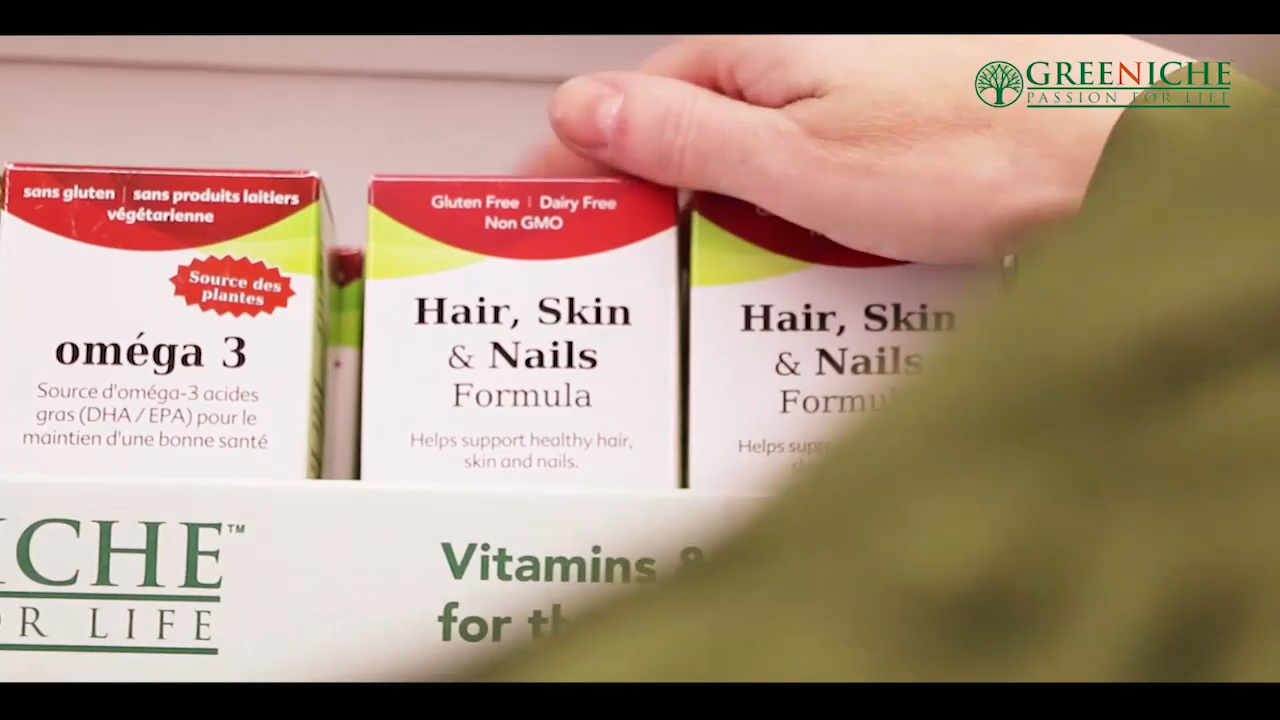 GREENICHE
PASSION FOR LIFE
sans gluten | sans produits laitiers
végétarienne
Source des
plantes
oméga 3
Source d'oméga-3 acides
gras (DHA / EPA) pour le
maintien d'une bonne santé
Gluten Free | Dairy Free
Non GMO
Hair, Skin
& Nails
Formula
Helps support healthy hair,
skin and nails.
Hair, Skin
& Nails
Helps
ICHE™
OR LIFE
Vitamins &
for